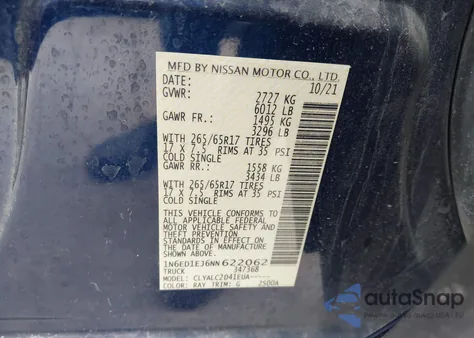 MFD BY NISSAN MOTOR CO., LTD.
DATE: 10/21
GVWR: 2727 KG
6012 LB
GAWR FR.: 1495 KG
3296 LB
WITH 265/65R17 TIRES
17 X 7.5 RIMS AT 35 PSI
COLD SINGLE
GAWR RR.: 1558 KG
3434 LB
WITH 265/65R17 TIRES
17 X 7.5 RIMS AT 35 PSI
COLD SINGLE
THIS VEHICLE CONFORMS TO ALL
APPLICABLE FEDERAL MOTOR
VEHICLE SAFETY AND THEFT
PREVENTION STANDARDS IN
EFFECT ON THE DATE OF
MANUFACTURE SHOWN ABOVE.
1N6ED1EJ6NN622062
TRUCK 347368
MODEL: CLYALC2D41EUA-----
COLOR: RAY TRIM: G 2500A
autoSnap